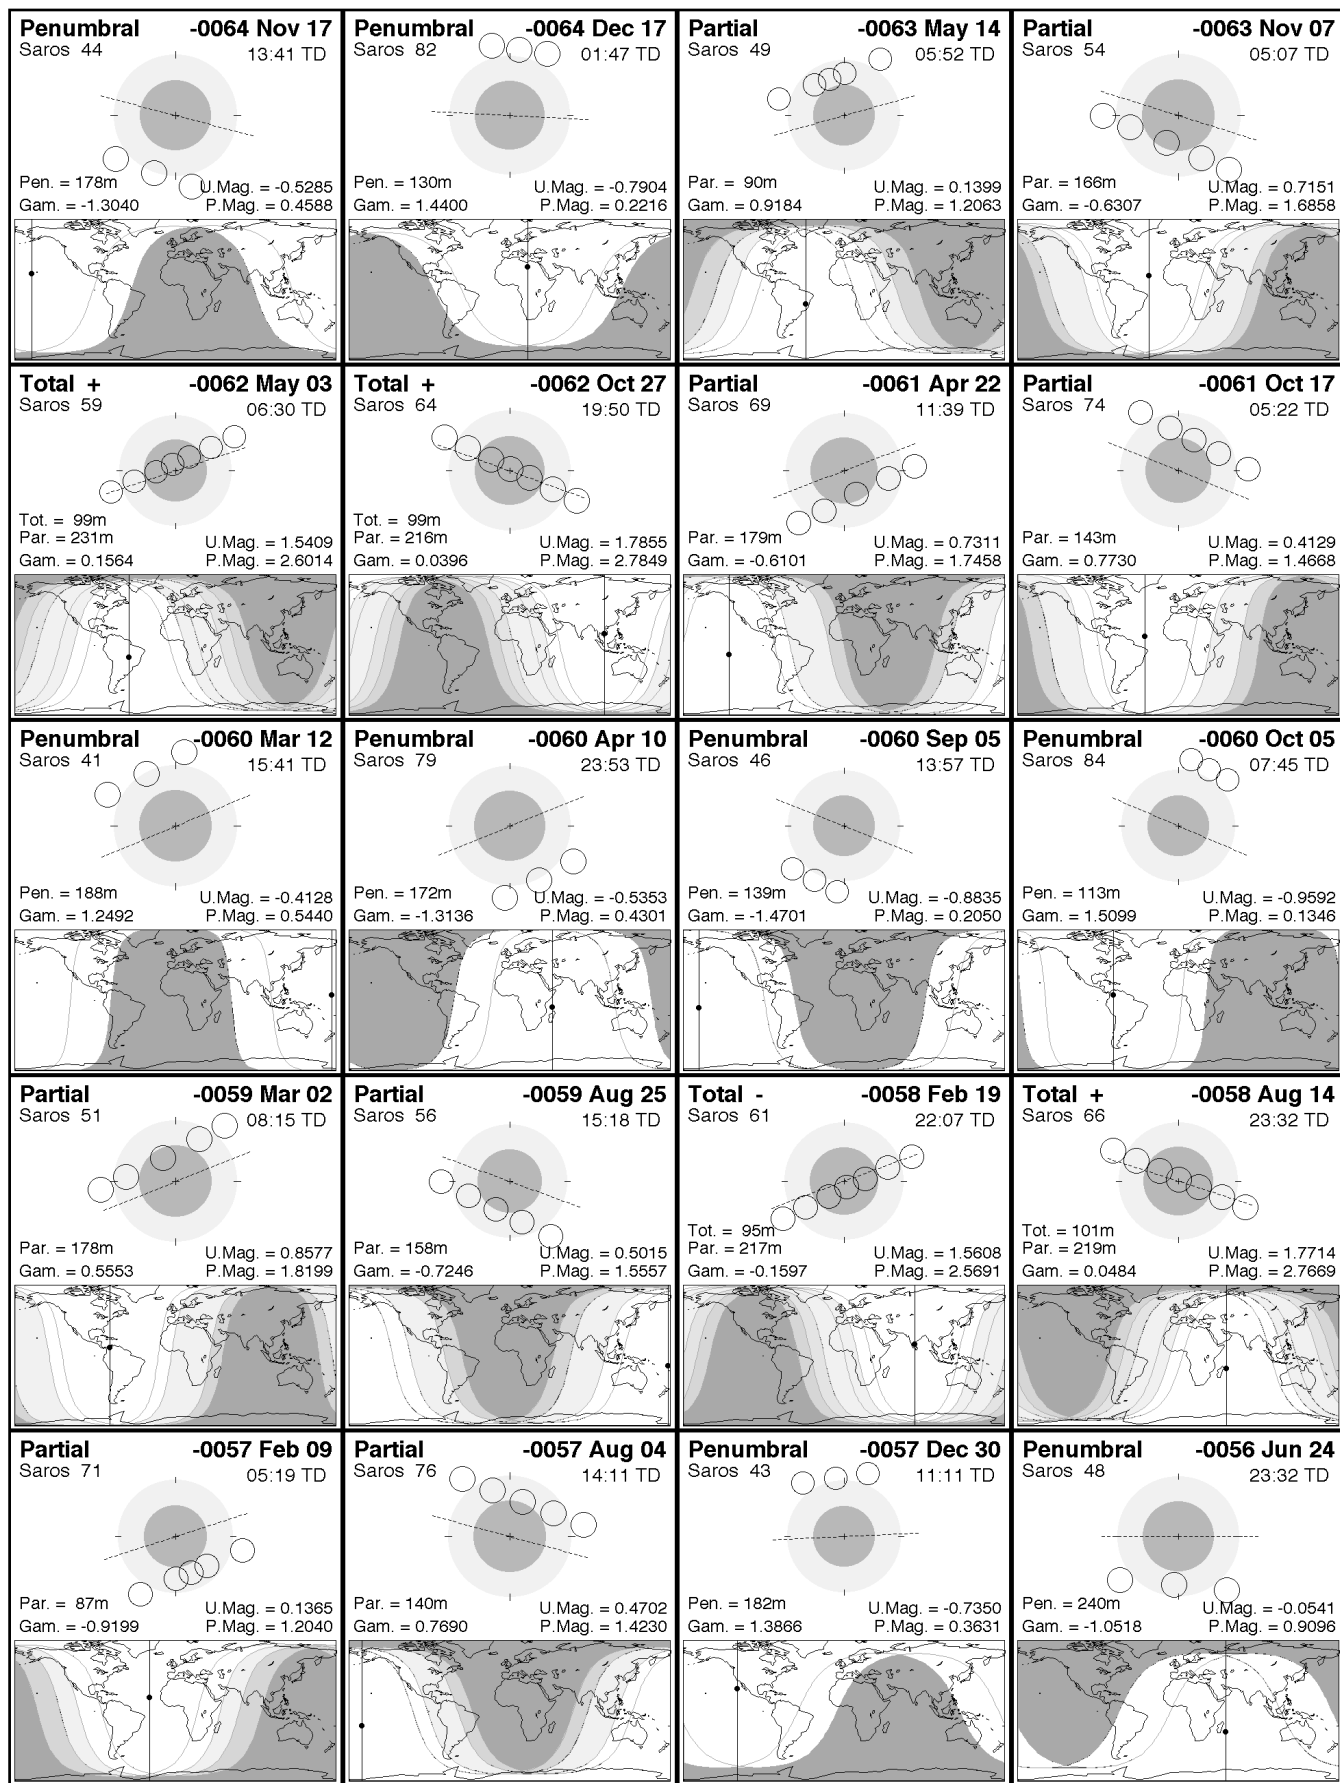 Penumbral -0064 Nov 17
Saros 44 13:41 TD
Pen. = 178m U.Mag. = -0.5285
Gam. = -1.3040 P.Mag. = 0.4588
Penumbral -0064 Dec 17
Saros 82 01:47 TD
Pen. = 130m U.Mag. = -0.7904
Gam. = 1.4400 P.Mag. = 0.2216
Partial -0063 May 14
Saros 49 05:52 TD
Par. = 90m U.Mag. = 0.1399
Gam. = 0.9184 P.Mag. = 1.2063
Partial -0063 Nov 07
Saros 54 05:07 TD
Par. = 166m U.Mag. = 0.7151
Gam. = -0.6307 P.Mag. = 1.6858
Total + -0062 May 03
Saros 59 06:30 TD
Tot. = 99m
Par. = 231m U.Mag. = 1.5409
Gam. = 0.1564 P.Mag. = 2.6014
Total + -0062 Oct 27
Saros 64 19:50 TD
Tot. = 99m
Par. = 216m U.Mag. = 1.7855
Gam. = 0.0396 P.Mag. = 2.7849
Partial -0061 Apr 22
Saros 69 11:39 TD
Par. = 179m U.Mag. = 0.7311
Gam. = -0.6101 P.Mag. = 1.7458
Partial -0061 Oct 17
Saros 74 05:22 TD
Par. = 143m U.Mag. = 0.4129
Gam. = 0.7730 P.Mag. = 1.4668
Penumbral -0060 Mar 12
Saros 41 15:41 TD
Pen. = 188m U.Mag. = -0.4128
Gam. = 1.2492 P.Mag. = 0.5440
Penumbral -0060 Apr 10
Saros 79 23:53 TD
Pen. = 172m U.Mag. = -0.5353
Gam. = -1.3136 P.Mag. = 0.4301
Penumbral -0060 Sep 05
Saros 46 13:57 TD
Pen. = 139m U.Mag. = -0.8835
Gam. = -1.4701 P.Mag. = 0.2050
Penumbral -0060 Oct 05
Saros 84 07:45 TD
Pen. = 113m U.Mag. = -0.9592
Gam. = 1.5099 P.Mag. = 0.1346
Partial -0059 Mar 02
Saros 51 08:15 TD
Par. = 178m U.Mag. = 0.8577
Gam. = 0.5553 P.Mag. = 1.8199
Partial -0059 Aug 25
Saros 56 15:18 TD
Par. = 158m U.Mag. = 0.5015
Gam. = -0.7246 P.Mag. = 1.5557
Total - -0058 Feb 19
Saros 61 22:07 TD
Tot. = 95m
Par. = 217m U.Mag. = 1.5608
Gam. = -0.1597 P.Mag. = 2.5691
Total + -0058 Aug 14
Saros 66 23:32 TD
Tot. = 101m
Par. = 219m U.Mag. = 1.7714
Gam. = 0.0484 P.Mag. = 2.7669
Partial -0057 Feb 09
Saros 71 05:19 TD
Par. = 87m U.Mag. = 0.1365
Gam. = -0.9199 P.Mag. = 1.2040
Partial -0057 Aug 04
Saros 76 14:11 TD
Par. = 140m U.Mag. = 0.4702
Gam. = 0.7690 P.Mag. = 1.4230
Penumbral -0057 Dec 30
Saros 43 11:11 TD
Pen. = 182m U.Mag. = -0.7350
Gam. = 1.3866 P.Mag. = 0.3631
Penumbral -0056 Jun 24
Saros 48 23:32 TD
Pen. = 240m U.Mag. = -0.0541
Gam. = -1.0518 P.Mag. = 0.9096